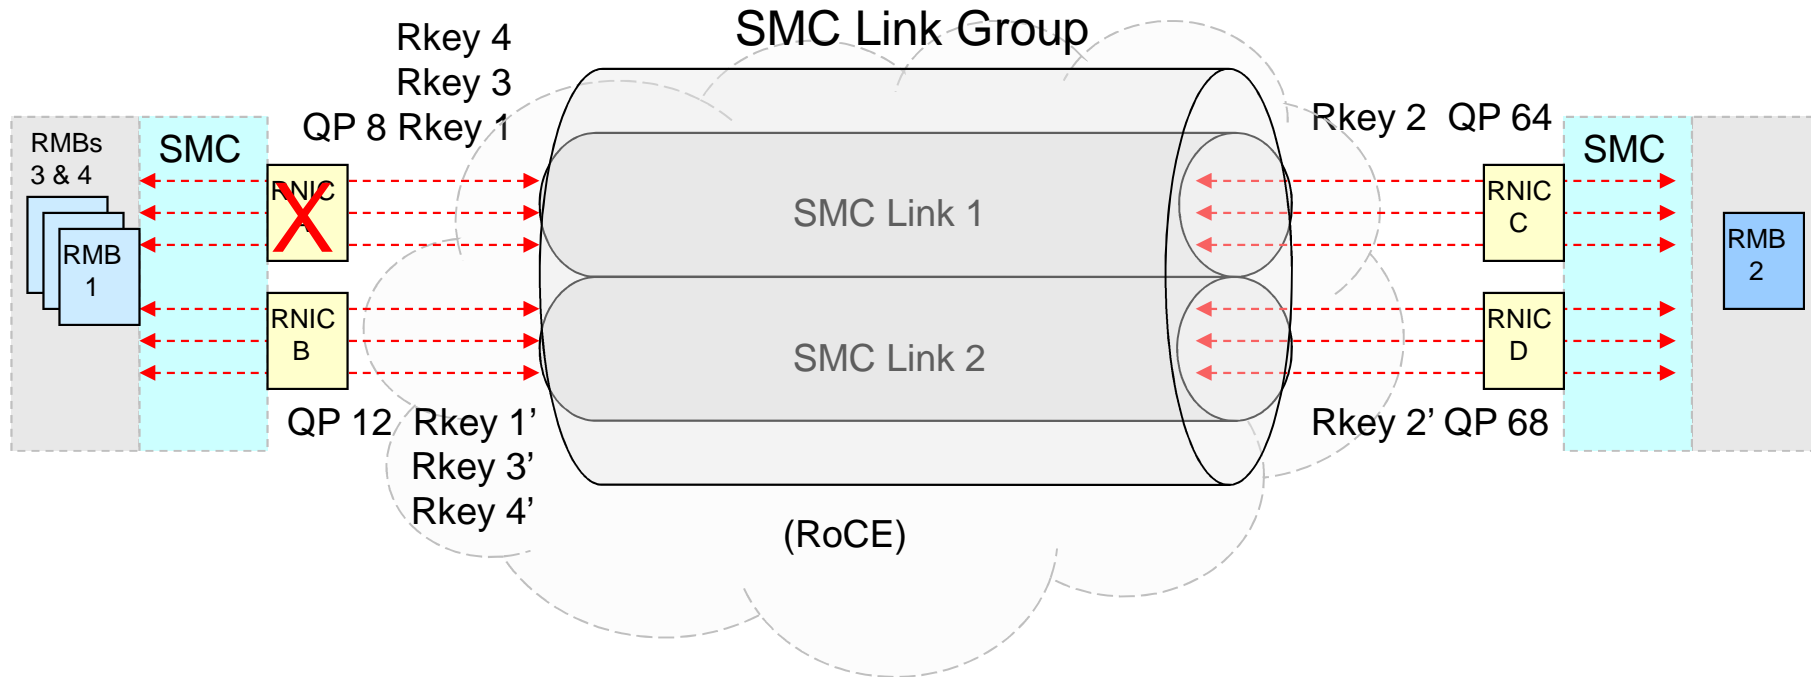 SMC Link Group
Rkey 4
Rkey 3
QP 8 Rkey 1
Rkey 2 QP 64
RMBs
3 & 4
SMC
RNIC
RMB
1
RNIC
B
SMC Link 1
SMC Link 2
RNIC
C
RNIC
D
SMC
RMB
2
QP 12 Rkey 1’
Rkey 3’
Rkey 4’
Rkey 2’ QP 68
(RoCE)